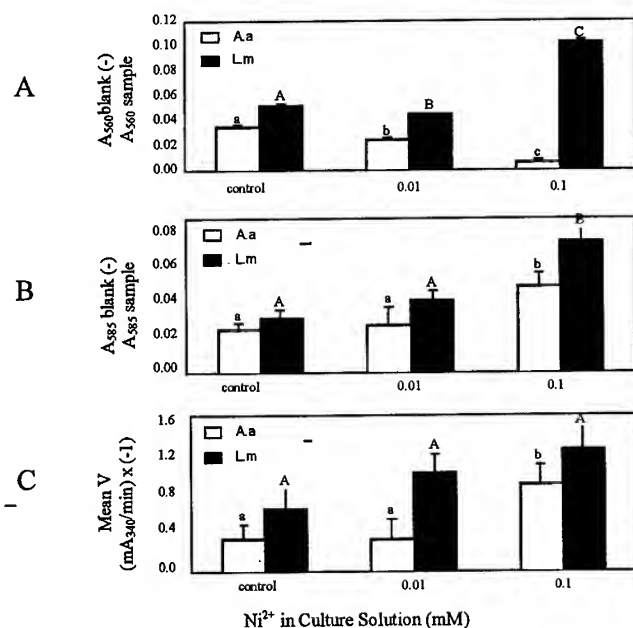 A
A₅₆₀blank (-)
A₅₆₀ sample
0.12
0.10
0.08
0.06
0.04
0.02
0.00
A.a
L.m
a
A
b
B
c
C
control
0.01
0.1
B
A₅₈₅ blank (-)
A₅₈₅ sample
0.08
0.06
0.04
0.02
0.00
A.a
L.m
a
A
a
A
b
control
0.01
0.1
C
Mean V
(mA₃₄₀/min) x (-1)
1.6
1.2
0.8
0.4
0.0
A.a
L.m
a
A
a
A
b
A
control
0.01
0.1
Ni²⁺ in Culture Solution (mM)